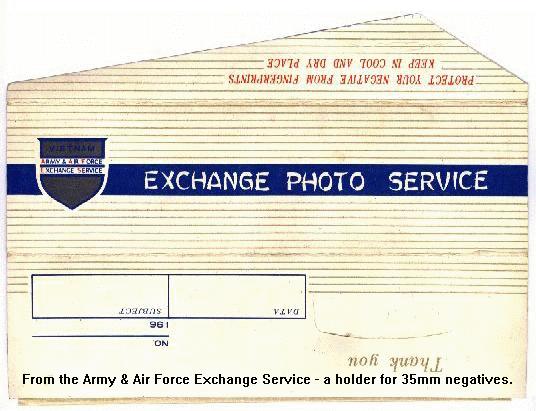 PROTECT YOUR NEGATIVE FROM FINGERPRINTS
KEEP IN COOL AND DRY PLACE
VIETNAM
ARMY & AIR FORCE
EXCHANGE SERVICE
EXCHANGE PHOTO SERVICE
DATA
SUBJECT
NO.
196
Thank you
From the Army & Air Force Exchange Service - a holder for 35mm negatives.